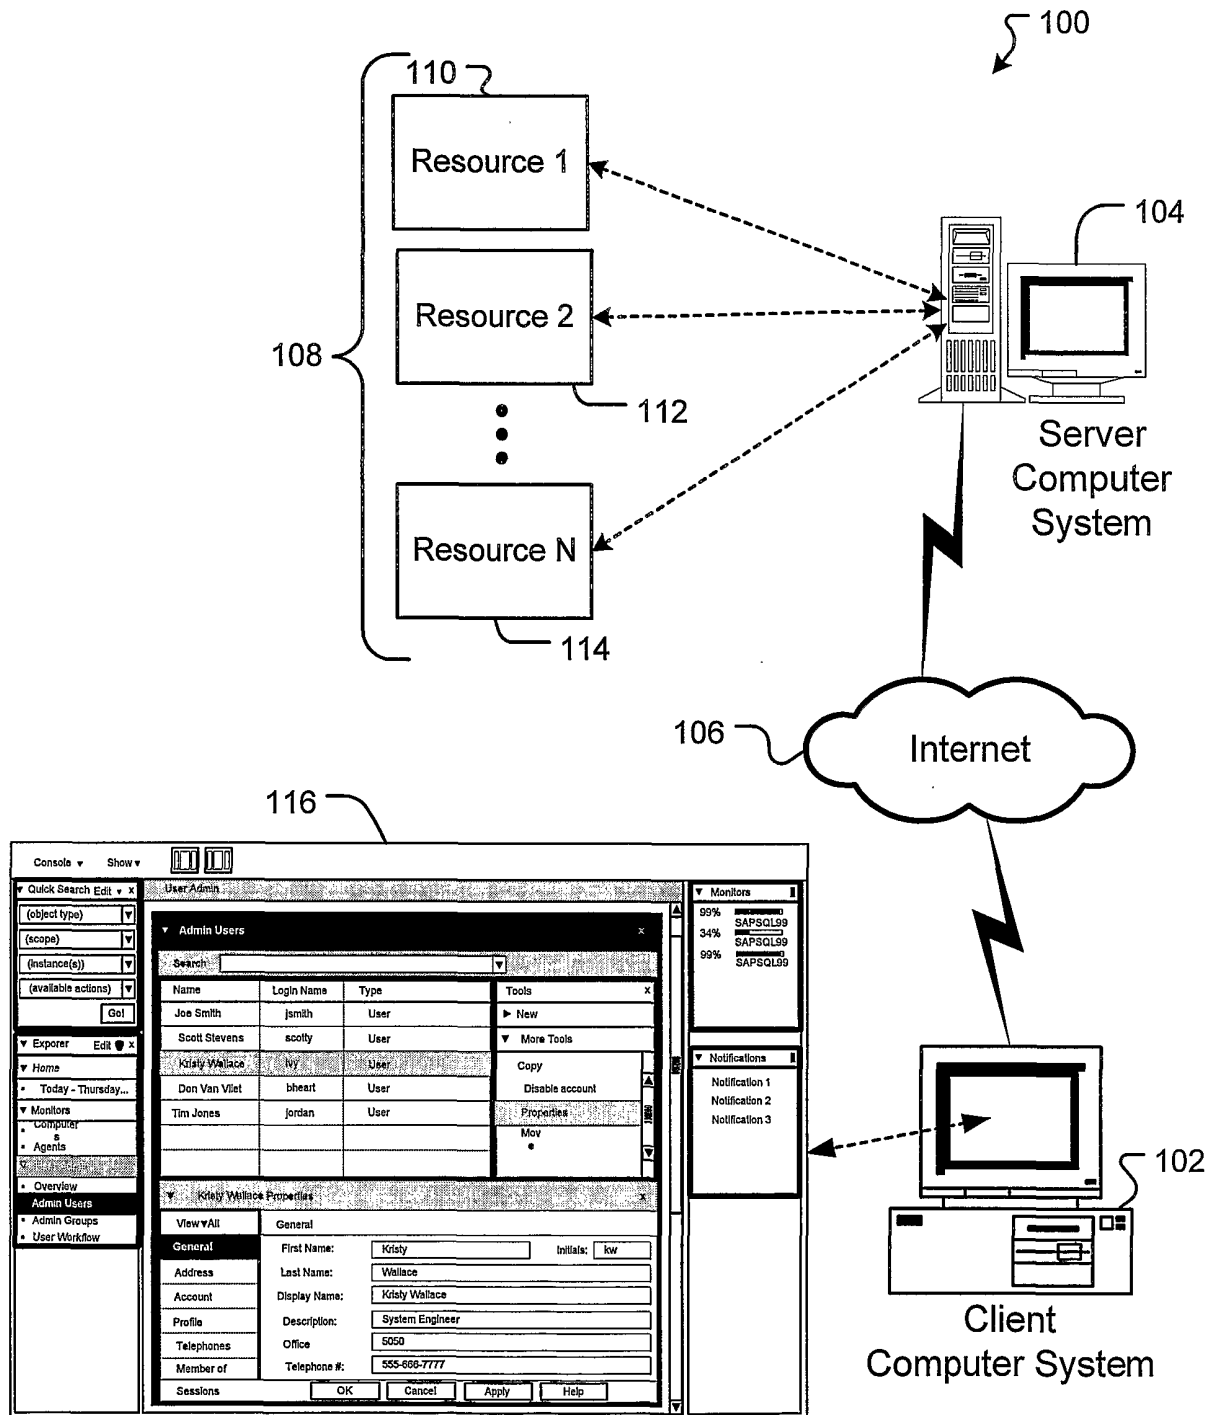 100
110
Resource 1
104
Resource 2
108
112
Server
Computer
System
Resource N
114
106
Internet
116
Console Show
Quick Search Edit x
(object type)
(scope)
(instance(s))
(available actions)
Go!
Exporer Edit x
Home
Today - Thursday...
Monitors
Computer
s
Agents
Overview
Admin Users
Admin Groups
User Workflow
User Admin
Admin Users x
Search
Name Login Name Type
Joe Smith jsmith User
Scott Stevens scotty User
Kristy Wallace ivy User
Don Van Vliet bheart User
Tim Jones jordan User
Tools x
New
More Tools
Copy
Disable account
Properties
Mov
e
Kristy Wallace Properties x
View All
General
Address
Account
Profile
Telephones
Member of
Sessions
General
First Name: Kristy Initials: kw
Last Name: Wallace
Display Name: Kristy Wallace
Description: System Engineer
Office 5050
Telephone #: 555-666-7777
OK Cancel Apply Help
Monitors
99%
SAPSQL99
34%
SAPSQL99
99%
SAPSQL99
Notifications
Notification 1
Notification 2
Notification 3
102
Client
Computer System